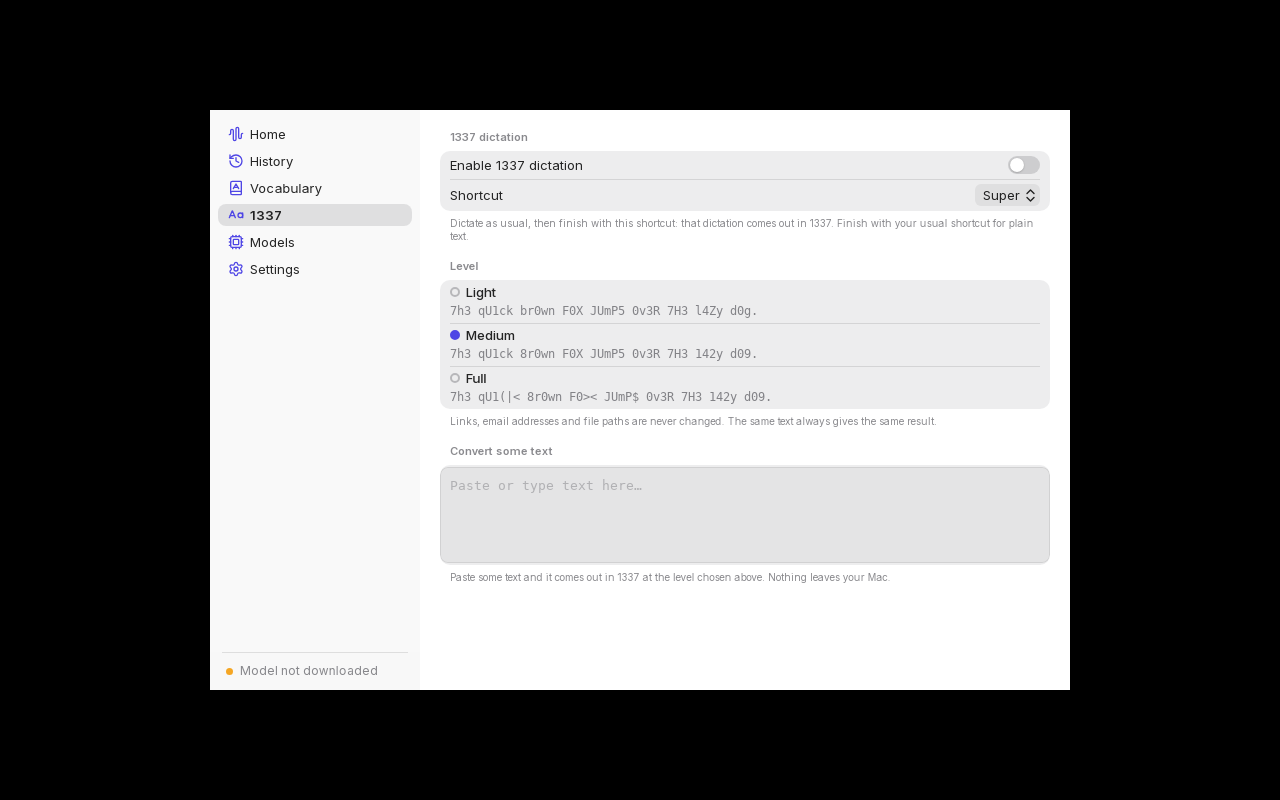 Home
History
Vocabulary
Aa 1337
Models
Settings
Model not downloaded
1337 dictation
Enable 1337 dictation
Shortcut
Super
Dictate as usual, then finish with this shortcut: that dictation comes out in 1337. Finish with your usual shortcut for plain
text.
Level
Light
7h3 qU1ck br0wn F0X JUmP5 0v3R 7H3 l4Zy d0g.
Medium
7h3 qU1ck 8r0wn F0X JUmP5 0v3R 7H3 142y d09.
Full
7h3 qU1(|< 8r0wn F0>< JUmP$ 0v3R 7H3 142y d09.
Links, email addresses and file paths are never changed. The same text always gives the same result.
Convert some text
Paste or type text here…
Paste some text and it comes out in 1337 at the level chosen above. Nothing leaves your Mac.